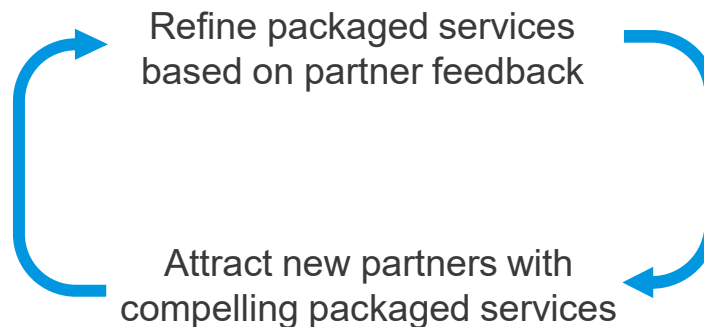 Refine packaged services
based on partner feedback
Attract new partners with
compelling packaged services